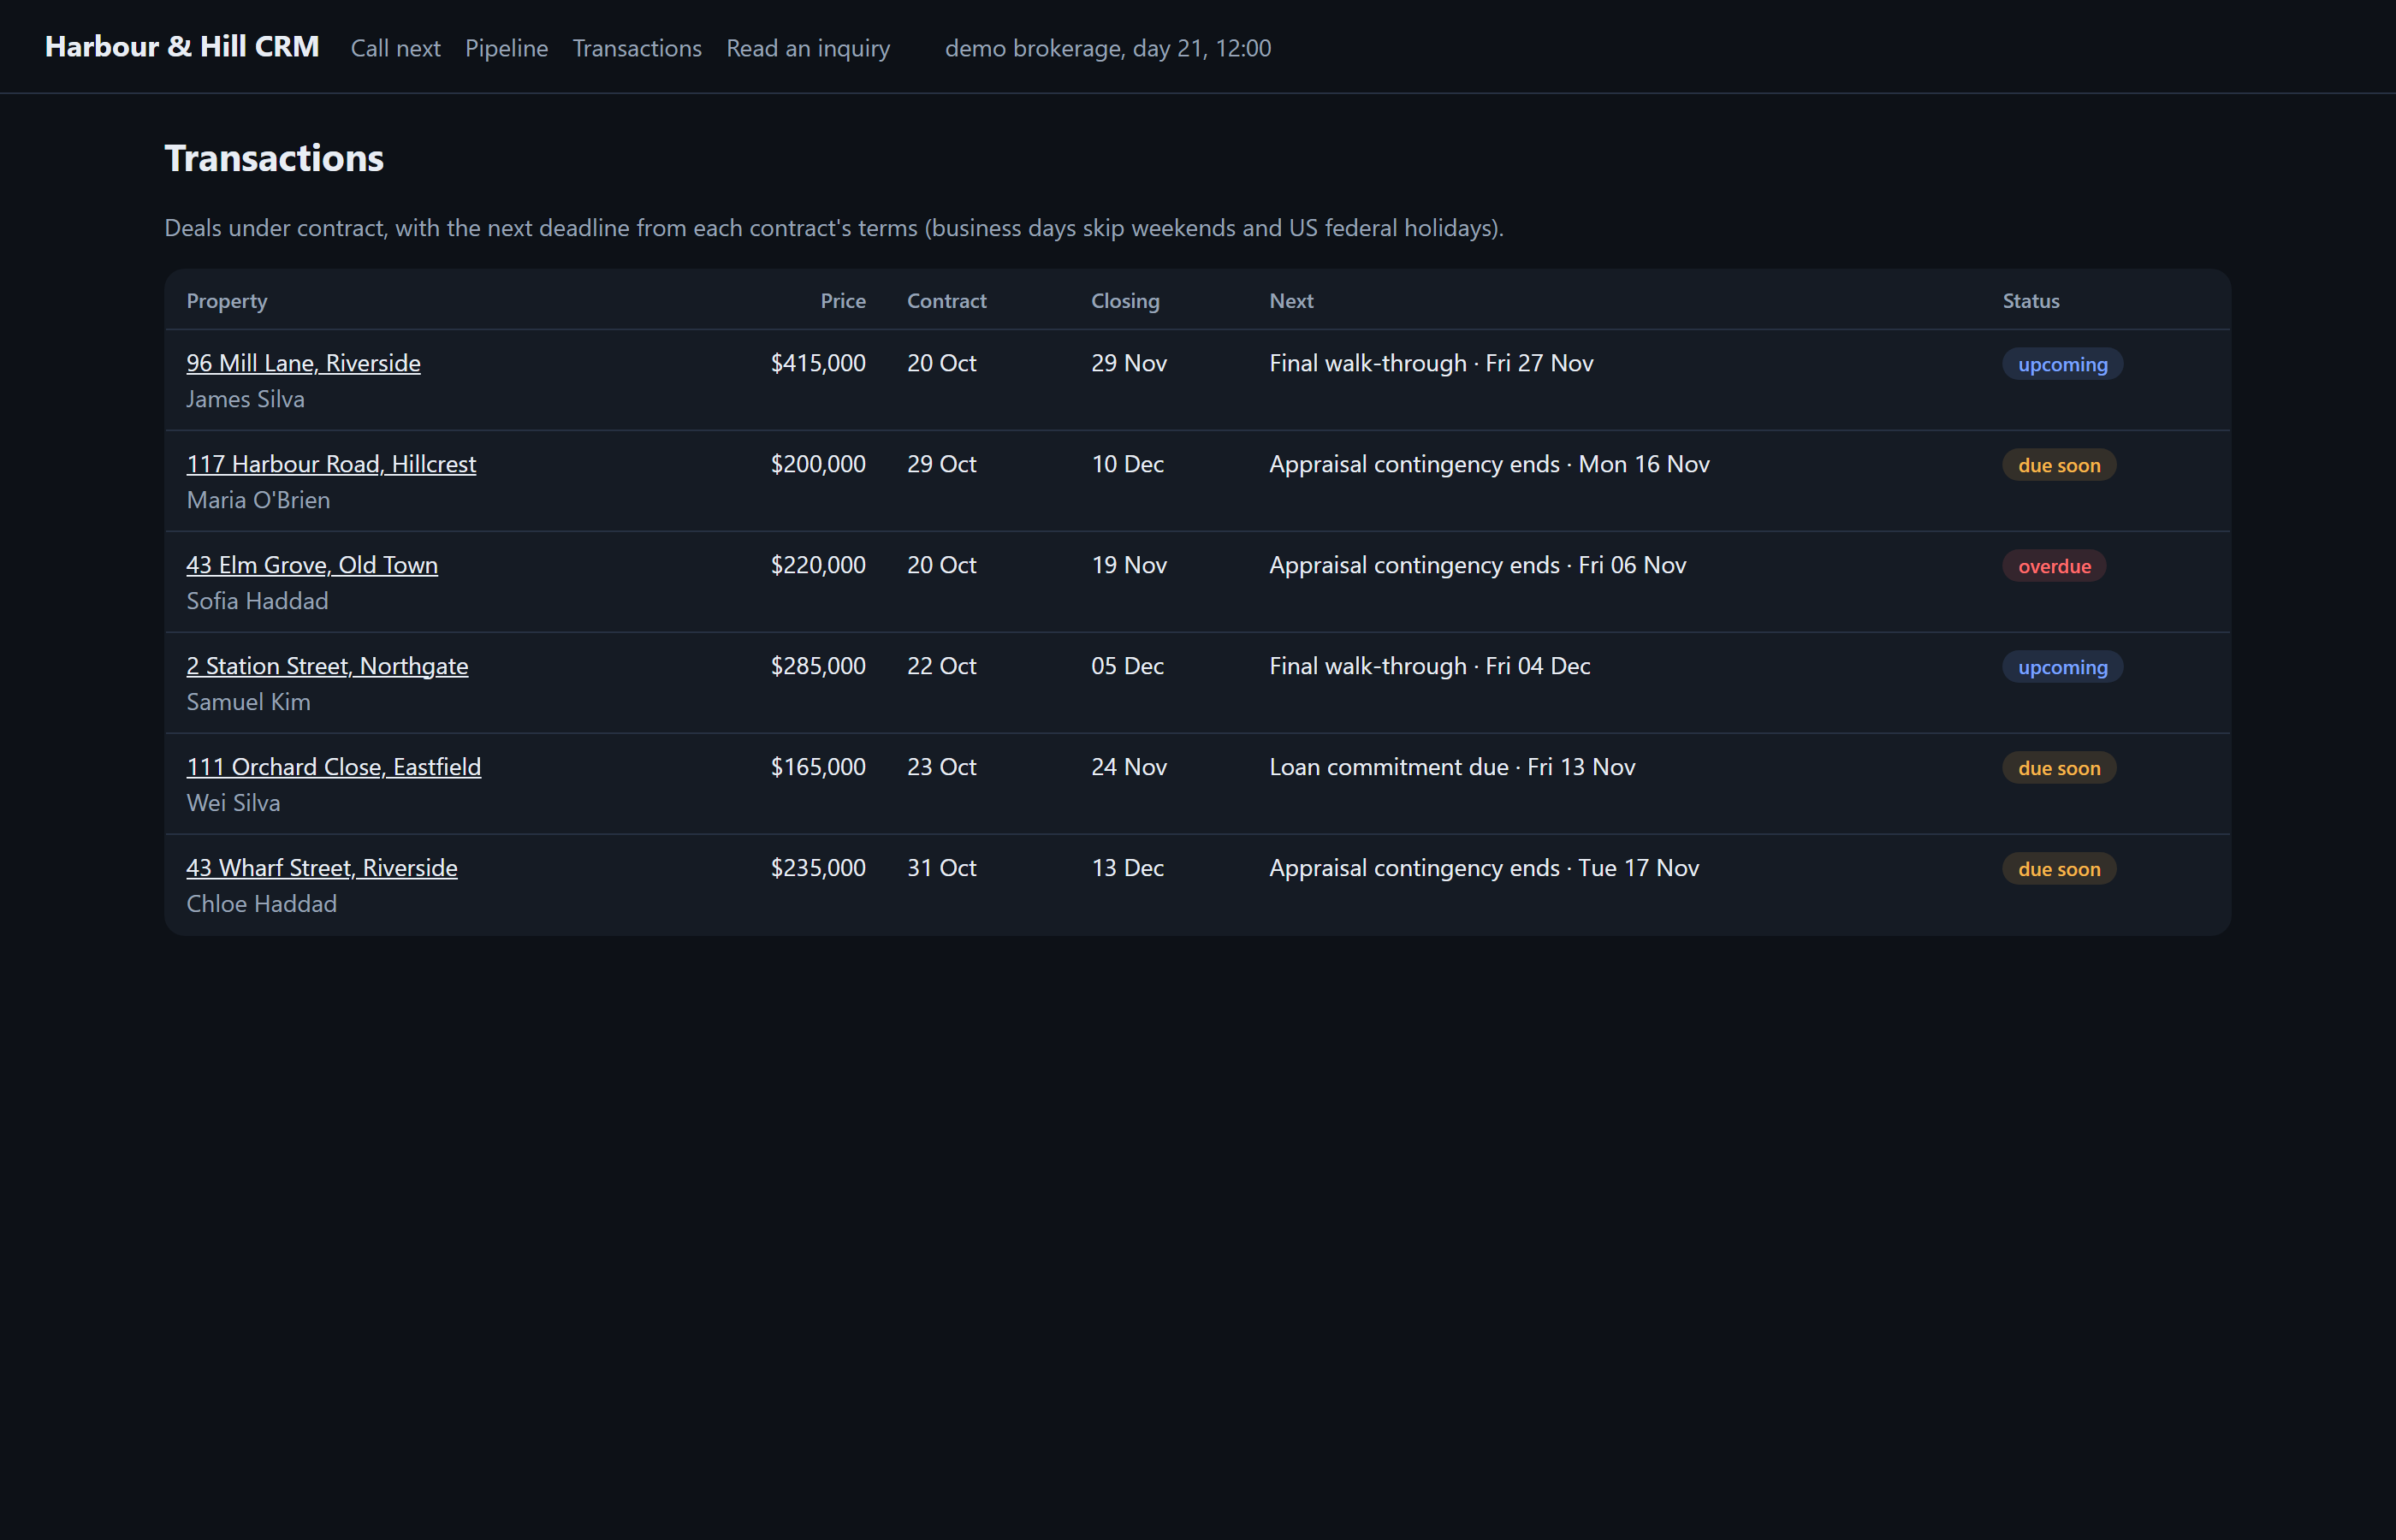 Harbour & Hill CRM Call next Pipeline Transactions Read an inquiry demo brokerage, day 21, 12:00
Transactions
Deals under contract, with the next deadline from each contract's terms (business days skip weekends and US federal holidays).
Property Price Contract Closing Next Status
96 Mill Lane, Riverside $415,000 20 Oct 29 Nov Final walk-through · Fri 27 Nov upcoming
James Silva
117 Harbour Road, Hillcrest $200,000 29 Oct 10 Dec Appraisal contingency ends · Mon 16 Nov due soon
Maria O'Brien
43 Elm Grove, Old Town $220,000 20 Oct 19 Nov Appraisal contingency ends · Fri 06 Nov overdue
Sofia Haddad
2 Station Street, Northgate $285,000 22 Oct 05 Dec Final walk-through · Fri 04 Dec upcoming
Samuel Kim
111 Orchard Close, Eastfield $165,000 23 Oct 24 Nov Loan commitment due · Fri 13 Nov due soon
Wei Silva
43 Wharf Street, Riverside $235,000 31 Oct 13 Dec Appraisal contingency ends · Tue 17 Nov due soon
Chloe Haddad